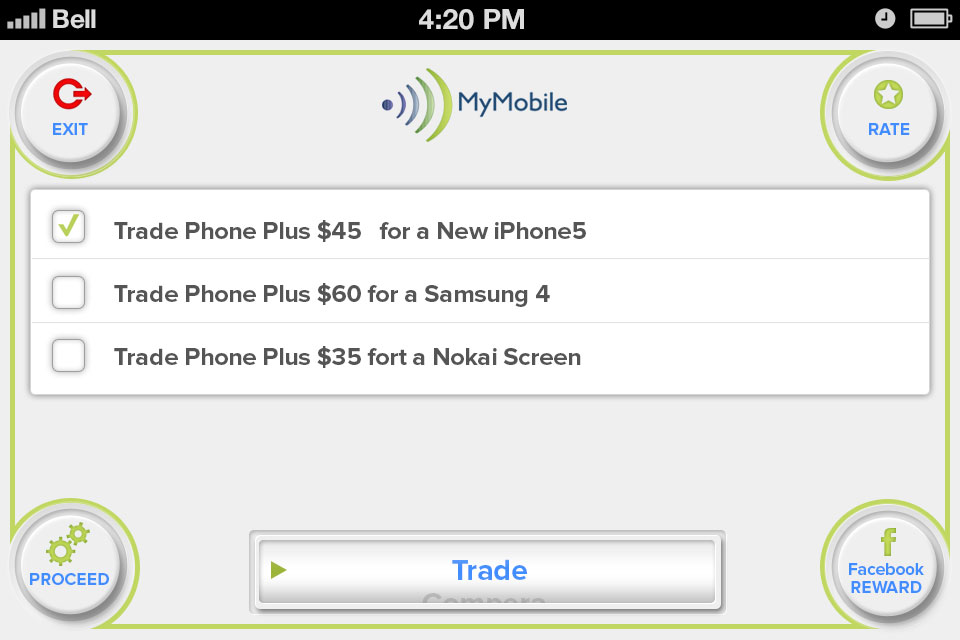 Bell
4:20 PM
EXIT
MyMobile
RATE
Trade Phone Plus $45 for a New iPhone5
Trade Phone Plus $60 for a Samsung 4
Trade Phone Plus $35 fort a Nokai Screen
PROCEED
Trade
Compera
Facebook
REWARD